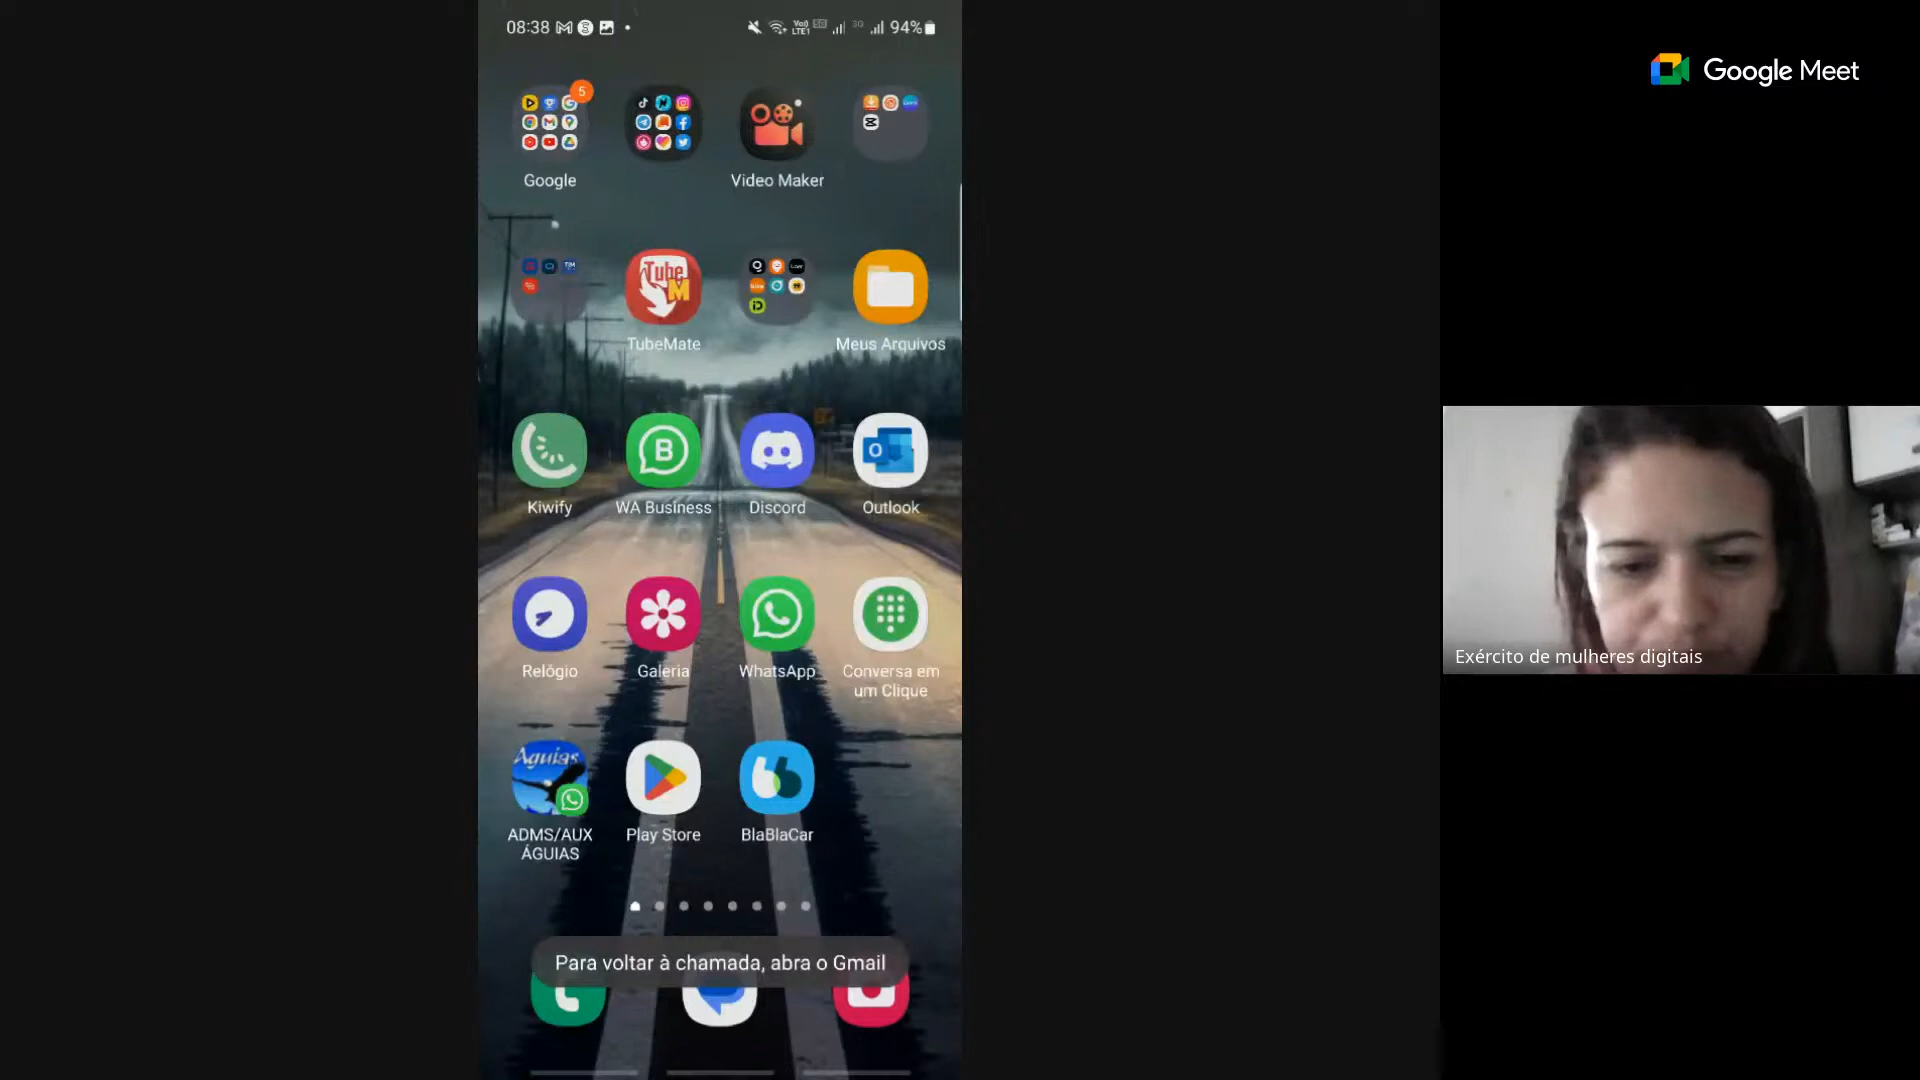 08:38
94%
Google Meet
5
Google
Video Maker
TubeMate
Meus Arquivos
Kiwify
WA Business
Discord
Outlook
Relógio
Galeria
WhatsApp
Conversa em
um Clique
Aguias
ADMS/AUX
ÁGUIAS
Play Store
BlaBlaCar
Para voltar à chamada, abra o Gmail
Exército de mulheres digitais